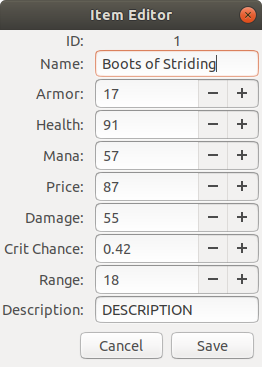 Item Editor
ID: 1
Name: Boots of Striding
Armor: 17
Health: 91
Mana: 57
Price: 87
Damage: 55
Crit Chance: 0.42
Range: 18
Description: DESCRIPTION
Cancel Save